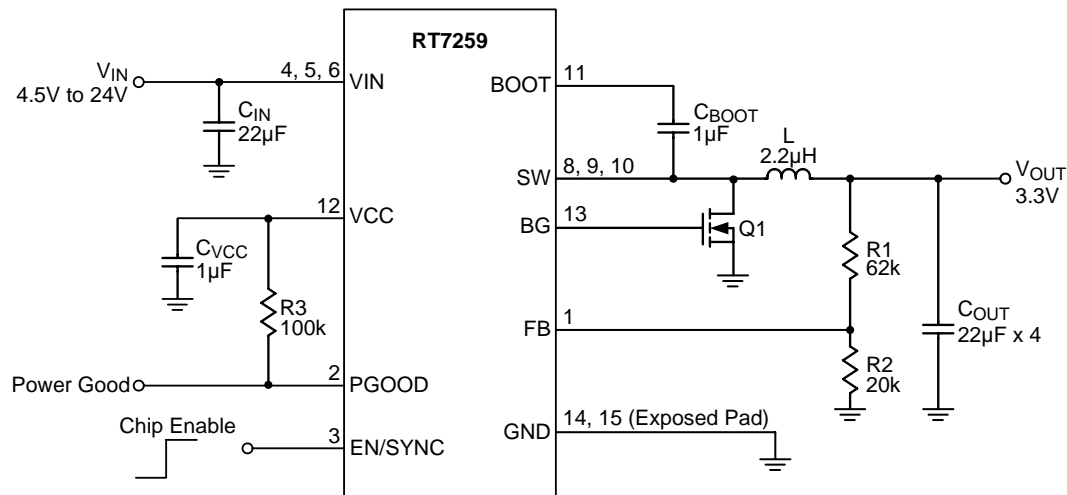 RT7259
VIN
4.5V to 24V
4, 5, 6
VIN
CIN
22µF
BOOT
11
CBOOT
1µF
L
2.2µH
SW
8, 9, 10
VOUT
3.3V
12
VCC
BG
13
Q1
CVCC
1µF
R1
62k
R3
100k
FB
1
COUT
22µF x 4
R2
20k
Power Good
2
PGOOD
Chip Enable
3
EN/SYNC
GND
14, 15 (Exposed Pad)